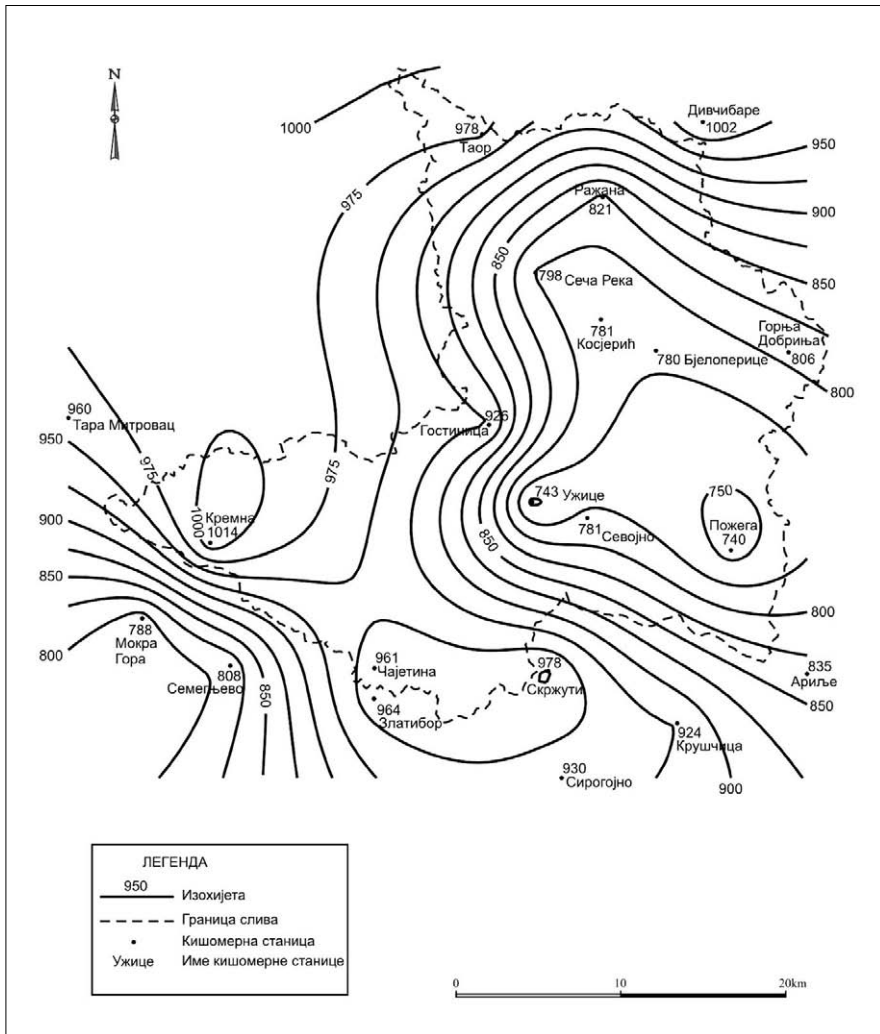 N
Дивчибаре
1002
1000
978
Таор
950
975
Ражана
821
900
850
798 Сеча Река
850
781
Косјерић
Горња
Добриња
780 Бјелоперице
806
800
960
Тара Митровац
926
Гостиница
950
975
975
743 Ужице
750
1000
Кремна
1014
781 Севојно
Пожега
740
900
850
850
800
788
Мокра
Гора
800
808
Семегњево
961
Чајетина
978
Скржути
835
Ариље
850
850
964
Златибор
924
Крушчица
930
Сирогојно
900
ЛЕГЕНДА
950
Изохијета
Граница слива
Кишомерна станица
Ужице Име кишомерне станице
0 10 20km